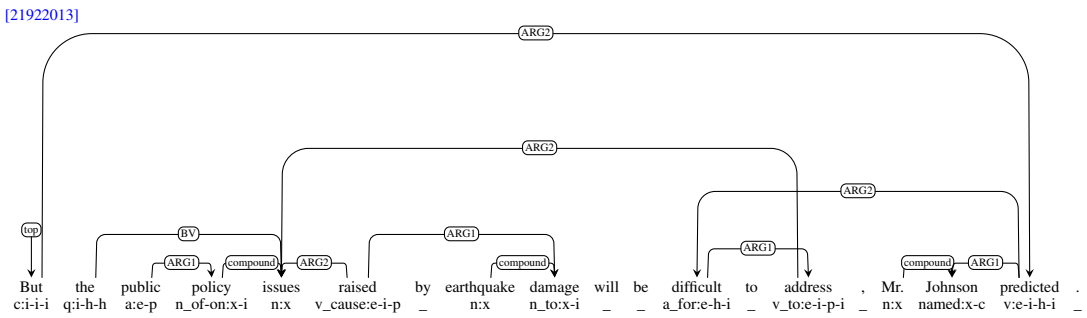 [21922013]
ARG2
ARG2
ARG2
top
BV
ARG1
ARG1
ARG1
compound
ARG2
compound
compound
ARG1
But the public policy issues raised by earthquake damage will be difficult to address , Mr. Johnson predicted .
c:i-i-i q:i-h-h a:e-p n_of-on:x-i n:x v_cause:e-i-p _ n:x n_to:x-i _ _ a_for:e-h-i _ v_to:e-i-p-i _ n:x named:x-c v:e-i-h-i _